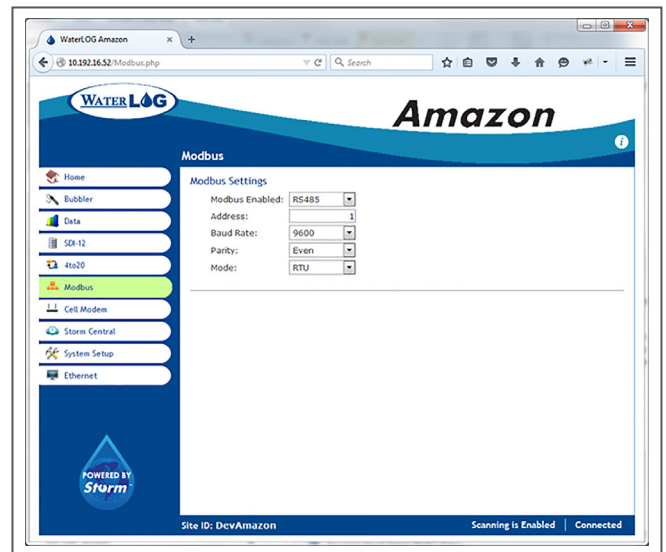 WaterLOG Amazon
10.192.16.52/Modbus.php
Search
WATERLOG
Amazon
Modbus
Home
Bubbler
Data
SDI-12
4to20
Modbus
Cell Modem
Storm Central
System Setup
Ethernet
Modbus Settings
Modbus Enabled: RS485
Address: 1
Baud Rate: 9600
Parity: Even
Mode: RTU
POWERED BY
Storm
Site ID: DevAmazon
Scanning is Enabled | Connected